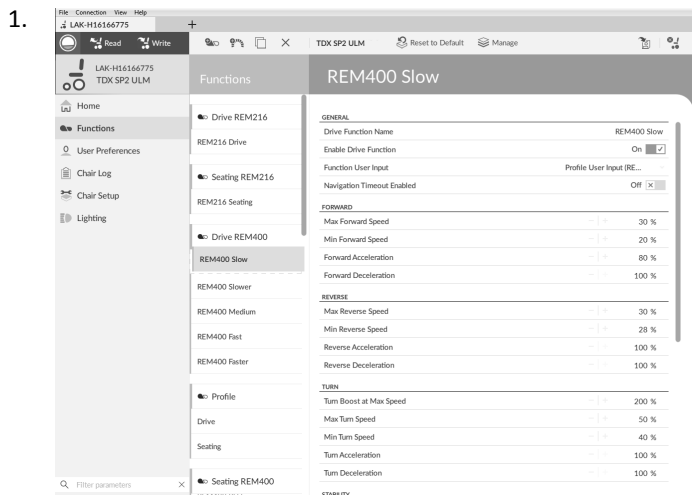 1.
File Connection View Help
LAK-H16166775 +
Read Write TDX SP2 ULM Reset to Default Manage
LAK-H16166775
TDX SP2 ULM
Functions
REM400 Slow
Home
Functions
User Preferences
Chair Log
Chair Setup
Lighting
Filter parameters
Drive REM216
REM216 Drive
Seating REM216
REM216 Seating
Drive REM400
REM400 Slow
REM400 Slower
REM400 Medium
REM400 Fast
REM400 Faster
Profile
Drive
Seating
Seating REM400
GENERAL
Drive Function Name REM400 Slow
Enable Drive Function On
Function User Input Profile User Input (RE...
Navigation Timeout Enabled Off
FORWARD
Max Forward Speed − + 30 %
Min Forward Speed − + 20 %
Forward Acceleration − + 80 %
Forward Deceleration − + 100 %
REVERSE
Max Reverse Speed − + 30 %
Min Reverse Speed − + 28 %
Reverse Acceleration − + 100 %
Reverse Deceleration − + 100 %
TURN
Turn Boost at Max Speed − + 200 %
Max Turn Speed − + 50 %
Min Turn Speed − + 40 %
Turn Acceleration − + 100 %
Turn Deceleration − + 100 %
STABILITY